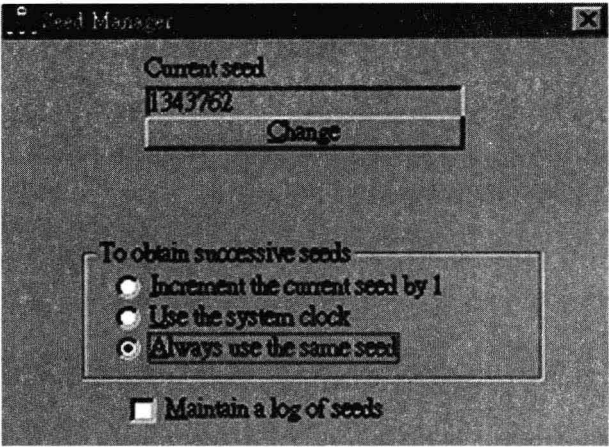 Seed Manager
Current seed
1343762
Change
To obtain successive seeds
Increment the current seed by 1
Use the system clock
Always use the same seed
Maintain a log of seeds